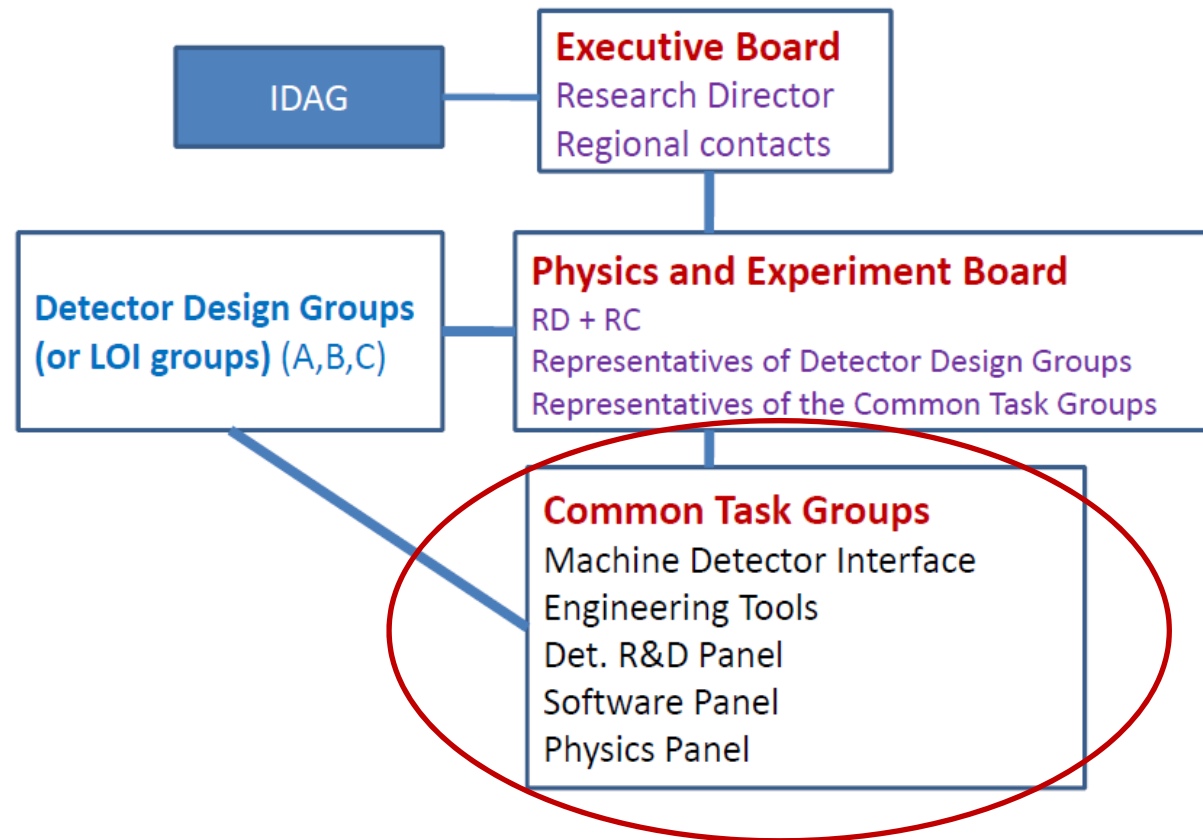 IDAG
Executive Board
Research Director
Regional contacts
Detector Design Groups
(or LOI groups) (A,B,C)
Physics and Experiment Board
RD + RC
Representatives of Detector Design Groups
Representatives of the Common Task Groups
Common Task Groups
Machine Detector Interface
Engineering Tools
Det. R&D Panel
Software Panel
Physics Panel